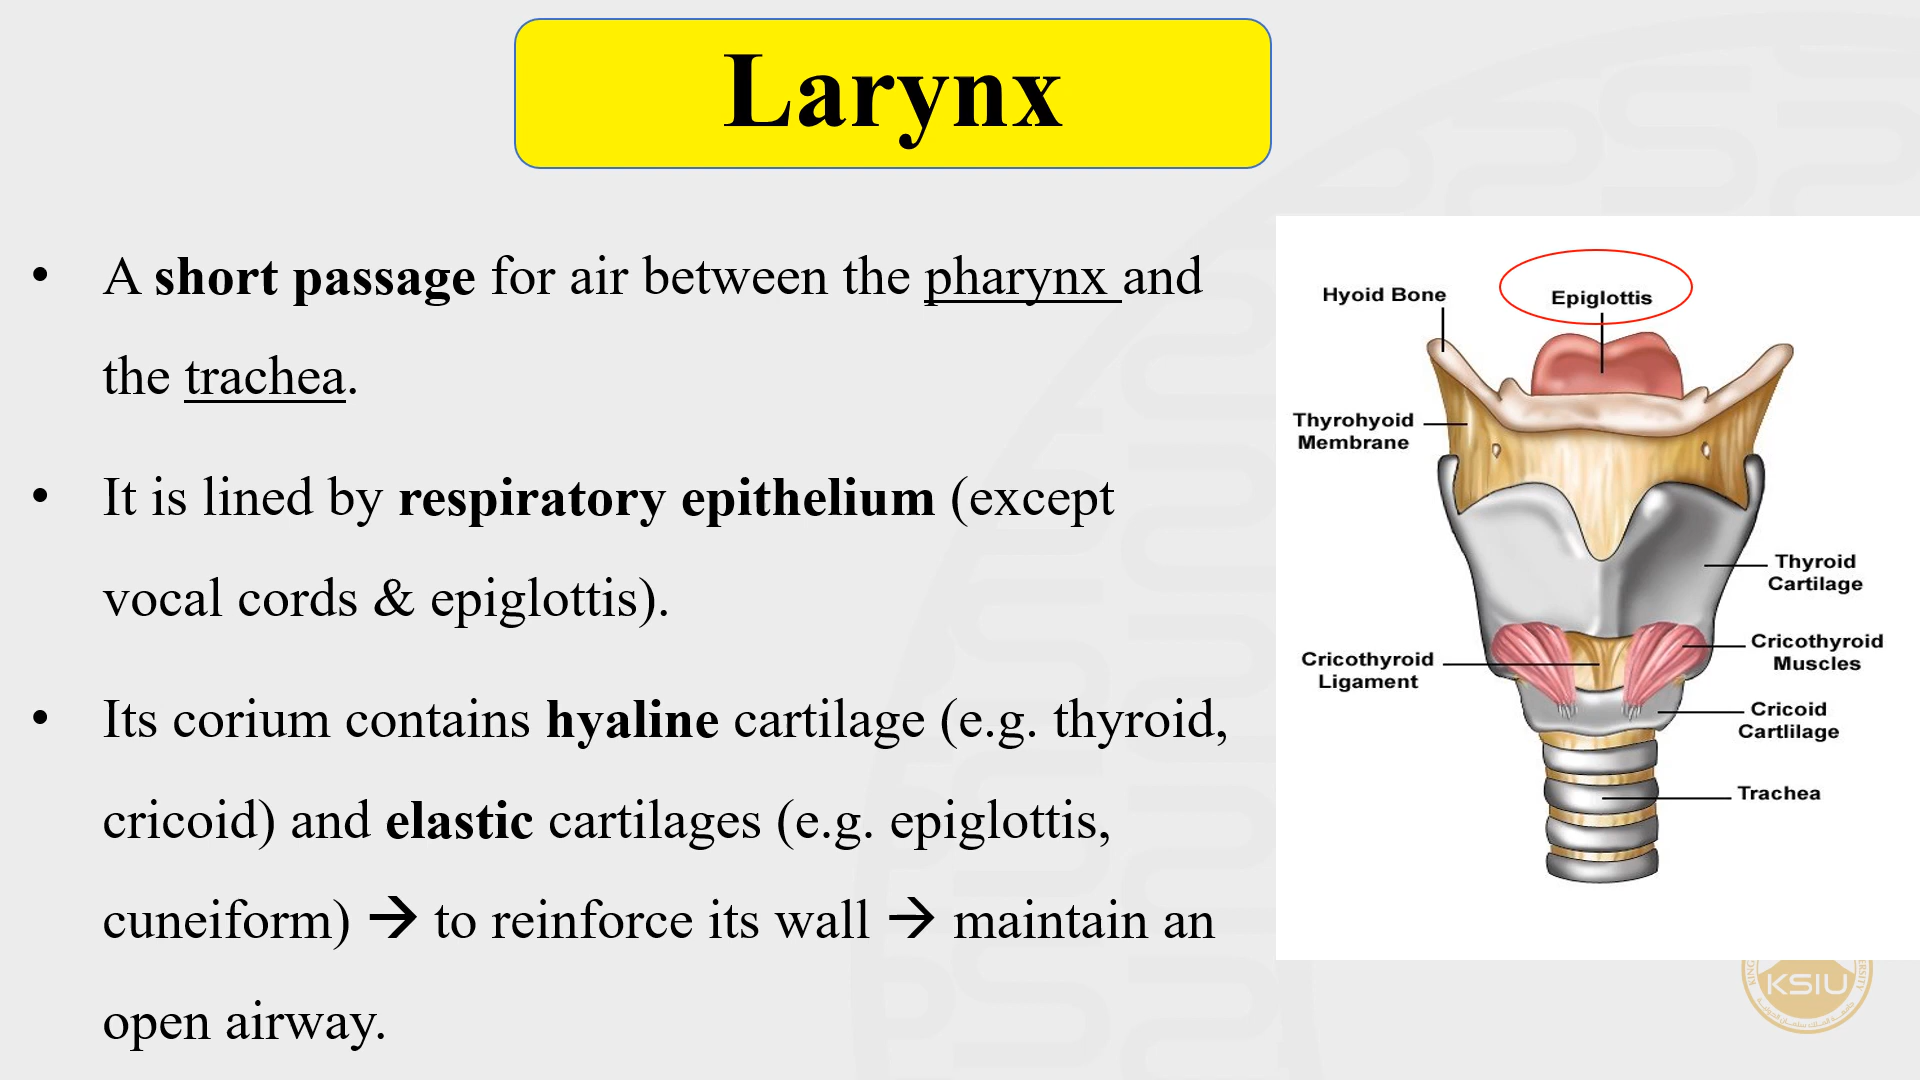 Larynx
• A short passage for air between the pharynx and
the trachea.
• It is lined by respiratory epithelium (except
vocal cords & epiglottis).
• Its corium contains hyaline cartilage (e.g. thyroid,
cricoid) and elastic cartilages (e.g. epiglottis,
cuneiform) → to reinforce its wall → maintain an
open airway.
Hyoid Bone
Epiglottis
Thyrohyoid
Membrane
Thyroid
Cartilage
Cricothyroid
Muscles
Cricothyroid
Ligament
Cricoid
Cartlilage
Trachea
KSIU